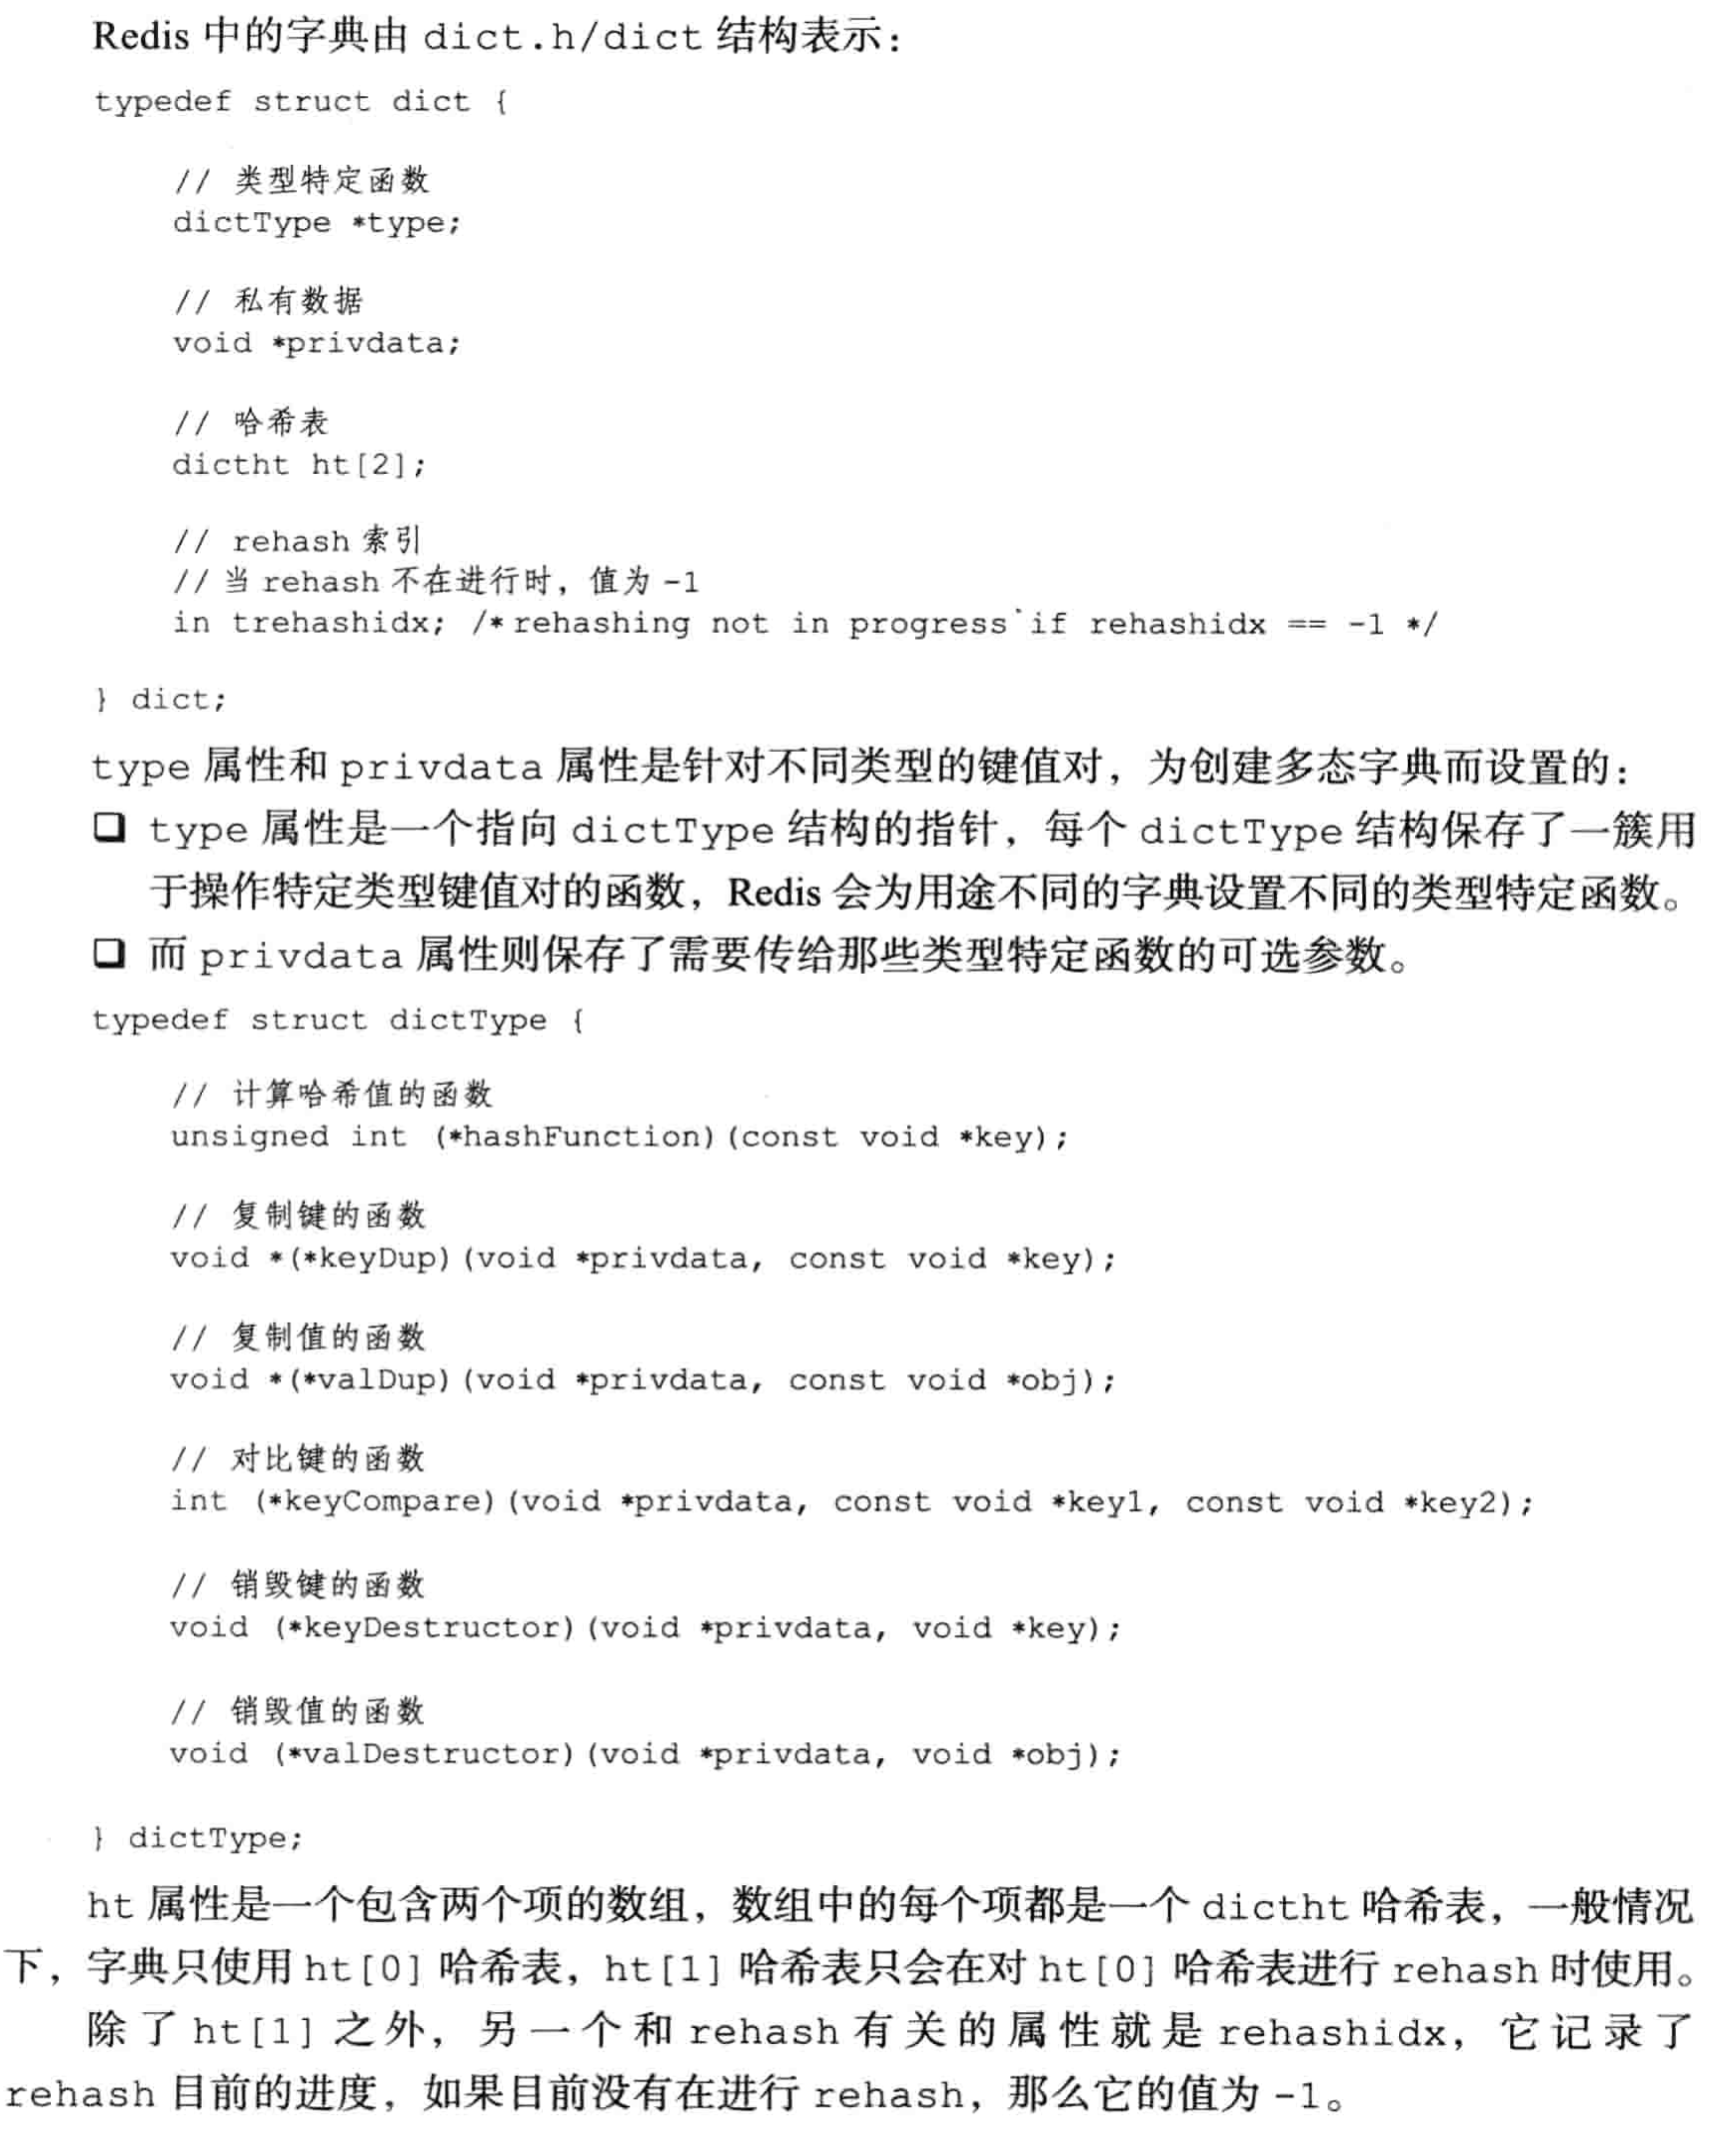 Redis 中的字典由 dict.h/dict 结构表示：
typedef struct dict {
// 类型特定函数
dictType *type;
// 私有数据
void *privdata;
// 哈希表
dictht ht[2];
// rehash 索引
// 当 rehash 不在进行时，值为 -1
in trehashidx; /* rehashing not in progress if rehashidx == -1 */
} dict;
type 属性和 privdata 属性是针对不同类型的键值对，为创建多态字典而设置的：
❑ type 属性是一个指向 dictType 结构的指针，每个 dictType 结构保存了一簇用
于操作特定类型键值对的函数，Redis 会为用途不同的字典设置不同的类型特定函数。
❑ 而 privdata 属性则保存了需要传给那些类型特定函数的可选参数。
typedef struct dictType {
// 计算哈希值的函数
unsigned int (*hashFunction)(const void *key);
// 复制键的函数
void *(*keyDup)(void *privdata, const void *key);
// 复制值的函数
void *(*valDup)(void *privdata, const void *obj);
// 对比键的函数
int (*keyCompare)(void *privdata, const void *key1, const void *key2);
// 销毁键的函数
void (*keyDestructor)(void *privdata, void *key);
// 销毁值的函数
void (*valDestructor)(void *privdata, void *obj);
} dictType;
ht 属性是一个包含两个项的数组，数组中的每个项都是一个 dictht 哈希表，一般情况
下，字典只使用 ht[0] 哈希表，ht[1] 哈希表只会在对 ht[0] 哈希表进行 rehash 时使用。
除了 ht[1] 之外，另一个和 rehash 有关的属性就是 rehashidx，它记录了
rehash 目前的进度，如果目前没有在进行 rehash，那么它的值为 -1。